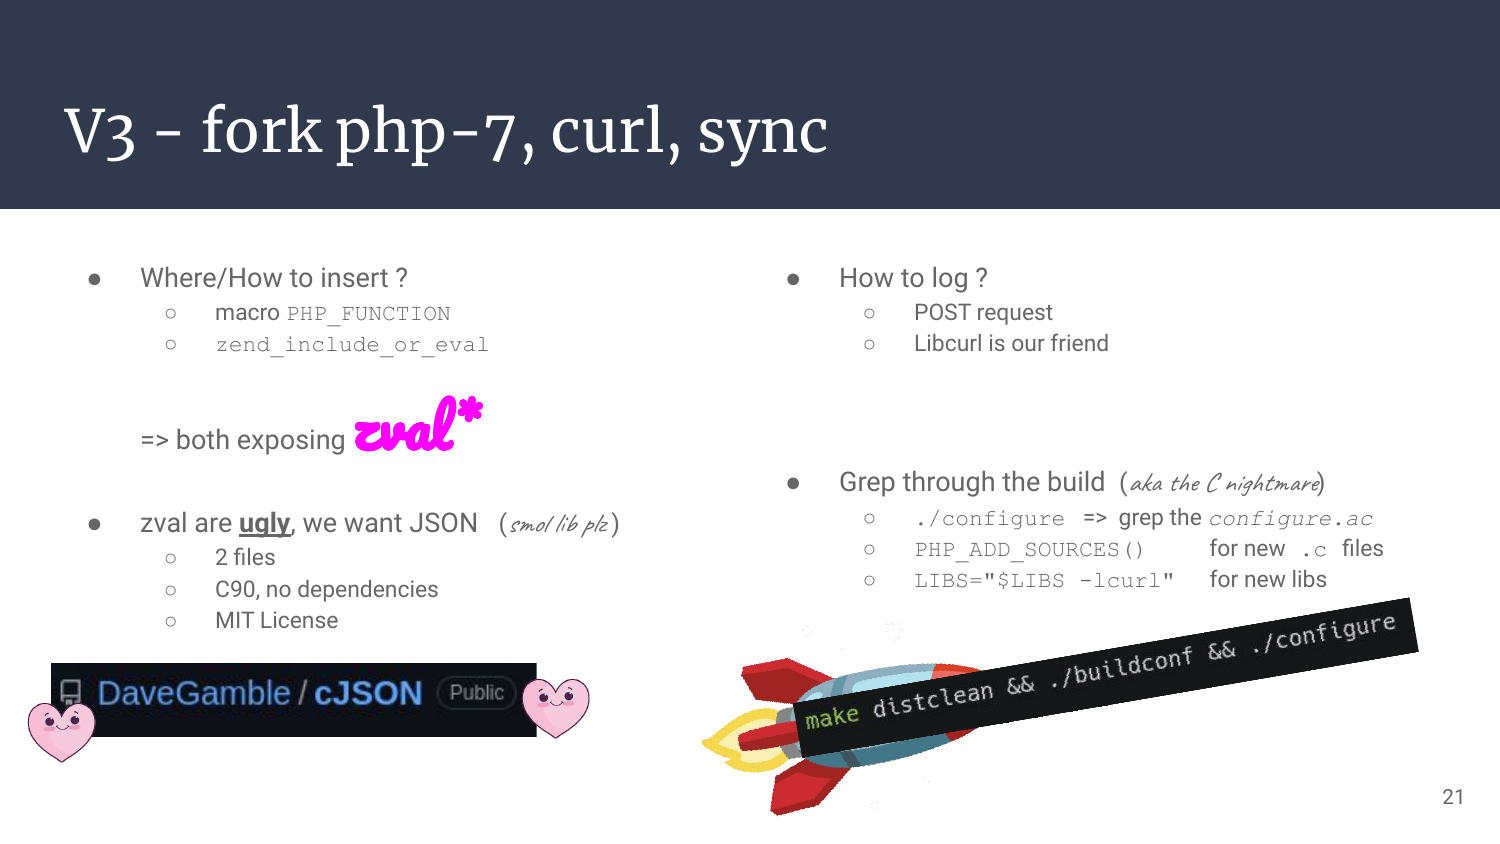 V3 - fork php-7, curl, sync
● Where/How to insert ?
○ macro PHP_FUNCTION
○ zend_include_or_eval
=> both exposing zval*
● zval are ugly, we want JSON (smol lib plz)
○ 2 files
○ C90, no dependencies
○ MIT License
DaveGamble / cJSON Public
● How to log ?
○ POST request
○ Libcurl is our friend
● Grep through the build (aka the C nightmare)
○ ./configure => grep the configure.ac
○ PHP_ADD_SOURCES() for new .c files
○ LIBS="$LIBS -lcurl" for new libs
make distclean && ./buildconf && ./configure
21